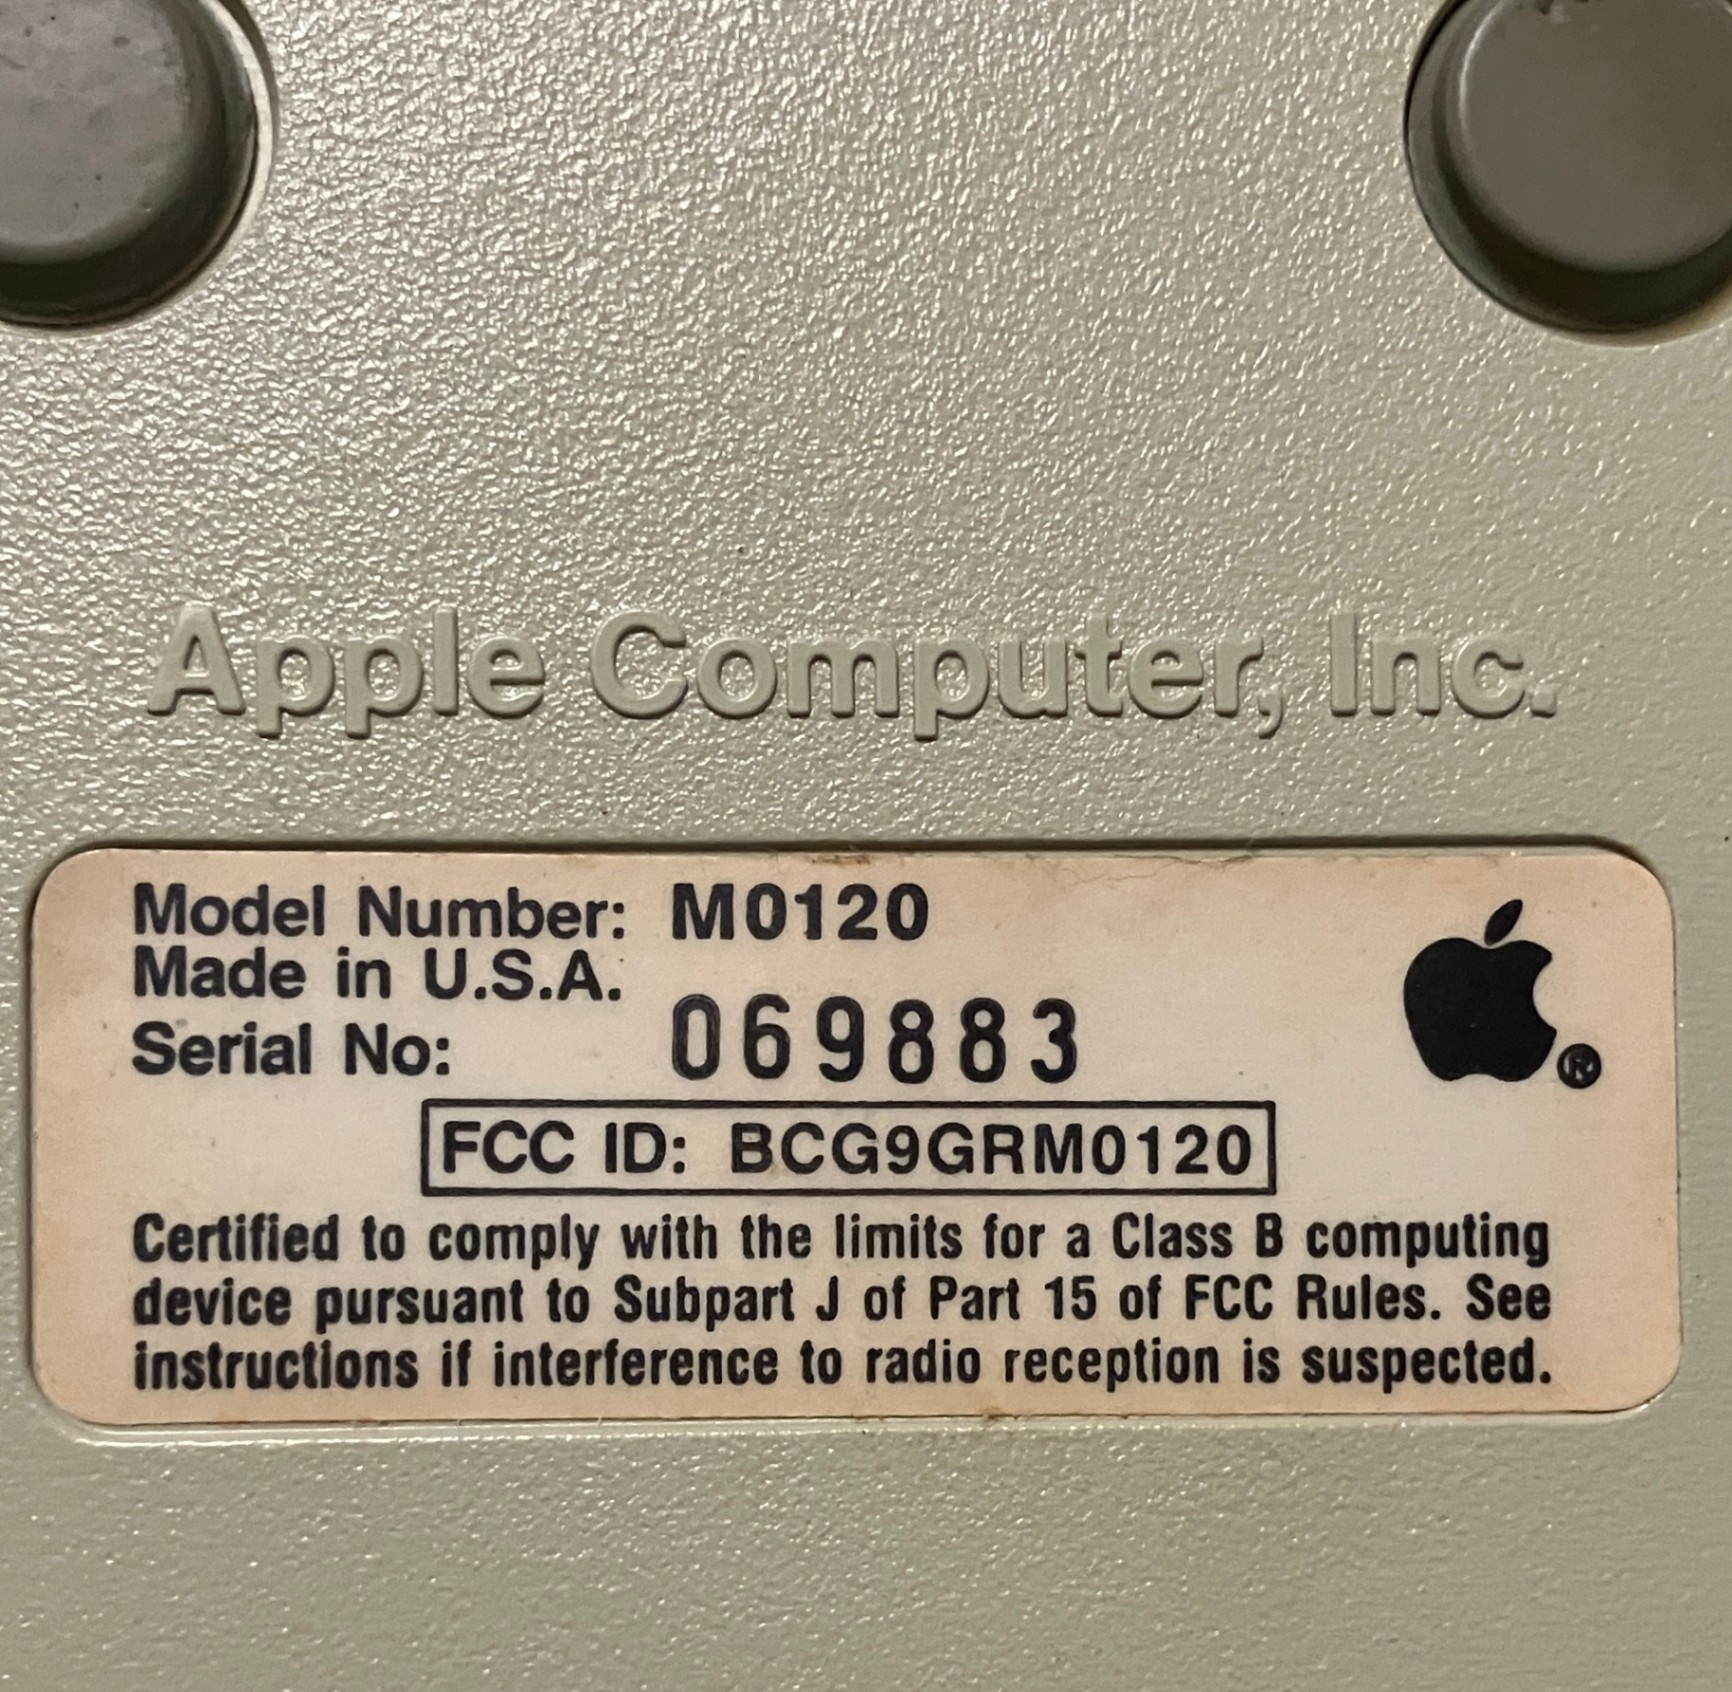 Apple Computer, Inc.
Model Number: M0120
Made in U.S.A.
Serial No: 069883
FCC ID: BCG9GRM0120
Certified to comply with the limits for a Class B computing
device pursuant to Subpart J of Part 15 of FCC Rules. See
instructions if interference to radio reception is suspected.
®